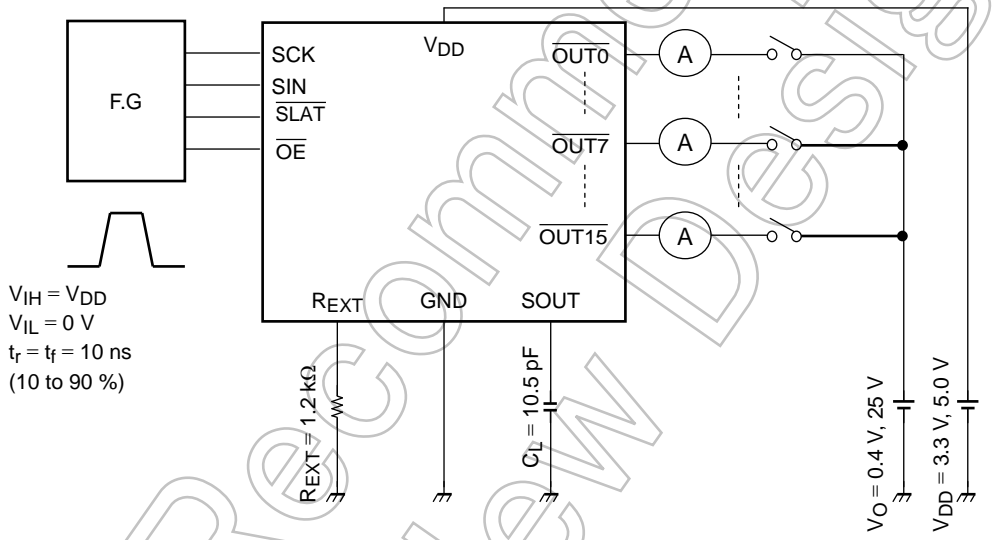 F.G
SCK
SIN
SLAT
OE
VDD
OUT0
A
OUT7
A
OUT15
A
REXT
GND
SOUT
VIH = VDD
VIL = 0 V
tr = tf = 10 ns
(10 to 90 %)
REXT = 1.2 kΩ
CL = 10.5 pF
VO = 0.4 V, 25 V
VDD = 3.3 V, 5.0 V